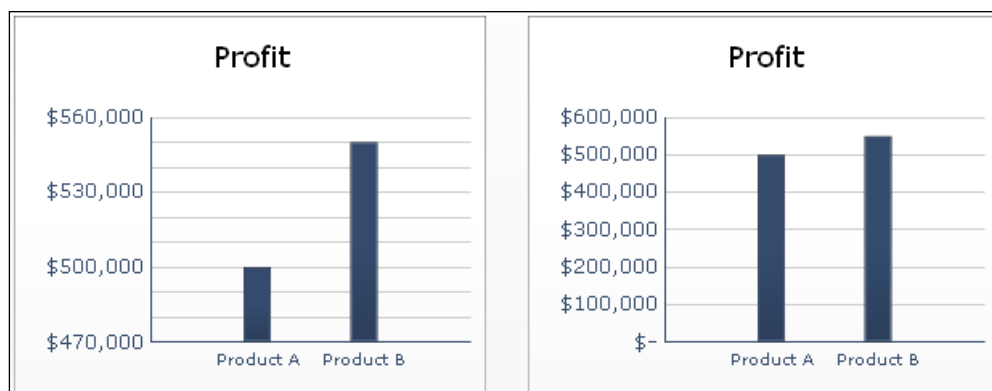 Profit
$560,000
$530,000
$500,000
$470,000
Product A Product B
Profit
$600,000
$500,000
$400,000
$300,000
$200,000
$100,000
$-
Product A Product B